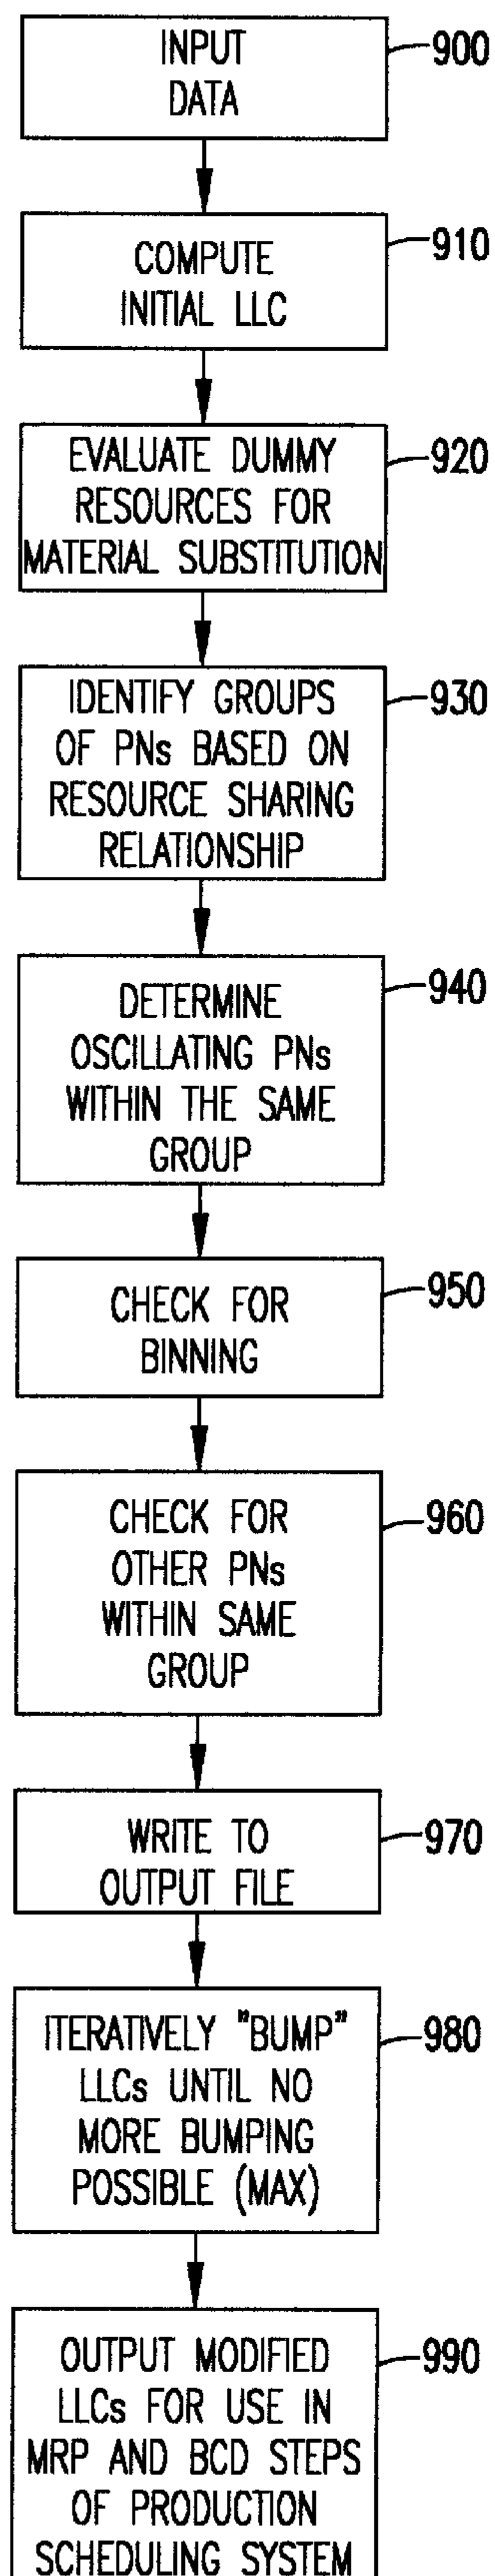 INPUT
DATA
900
COMPUTE
INITIAL LLC
910
EVALUATE DUMMY
RESOURCES FOR
MATERIAL SUBSTITUTION
920
IDENTIFY GROUPS
OF PNs BASED ON
RESOURCE SHARING
RELATIONSHIP
930
DETERMINE
OSCILLATING PNs
WITHIN THE SAME
GROUP
940
CHECK FOR
BINNING
950
CHECK FOR
OTHER PNs
WITHIN SAME
GROUP
960
WRITE TO
OUTPUT FILE
970
ITERATIVELY "BUMP"
LLCs UNTIL NO
MORE BUMPING
POSSIBLE (MAX)
980
OUTPUT MODIFIED
LLCs FOR USE IN
MRP AND BCD STEPS
OF PRODUCTION
SCHEDULING SYSTEM
990